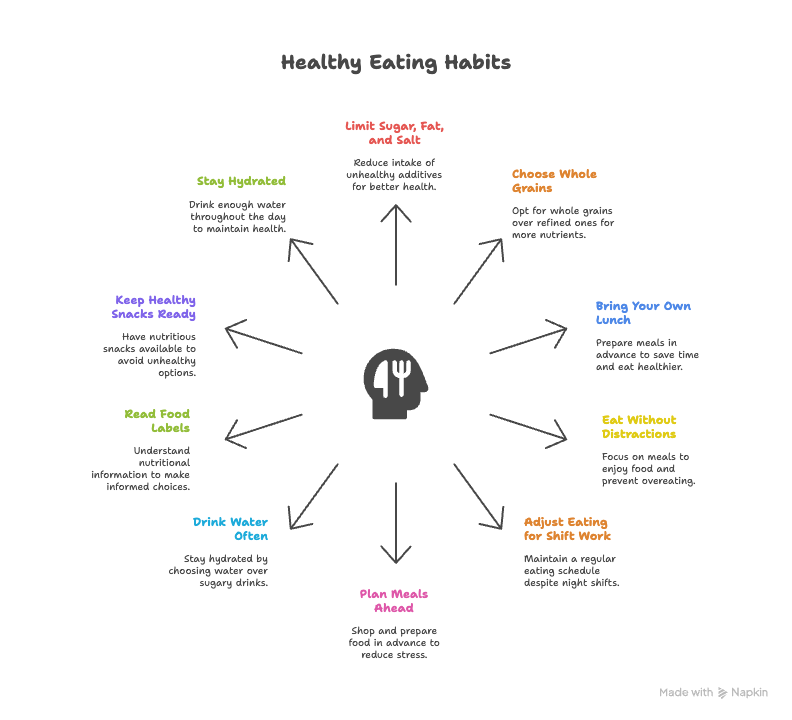 Healthy Eating Habits
Limit Sugar, Fat,
and Salt
Reduce intake of
unhealthy additives
for better health.
Choose Whole
Grains
Opt for whole grains
over refined ones for
more nutrients.
Bring Your Own
Lunch
Prepare meals in
advance to save time
and eat healthier.
Eat Without
Distractions
Focus on meals to
enjoy food and
prevent overeating.
Adjust Eating
for Shift Work
Maintain a regular
eating schedule
despite night shifts.
Plan Meals
Ahead
Shop and prepare
food in advance to
reduce stress.
Drink Water
Often
Stay hydrated by
choosing water over
sugary drinks.
Read Food
Labels
Understand
nutritional
information to make
informed choices.
Keep Healthy
Snacks Ready
Have nutritious
snacks available to
avoid unhealthy
options.
Stay Hydrated
Drink enough water
throughout the day
to maintain health.
Made with Napkin